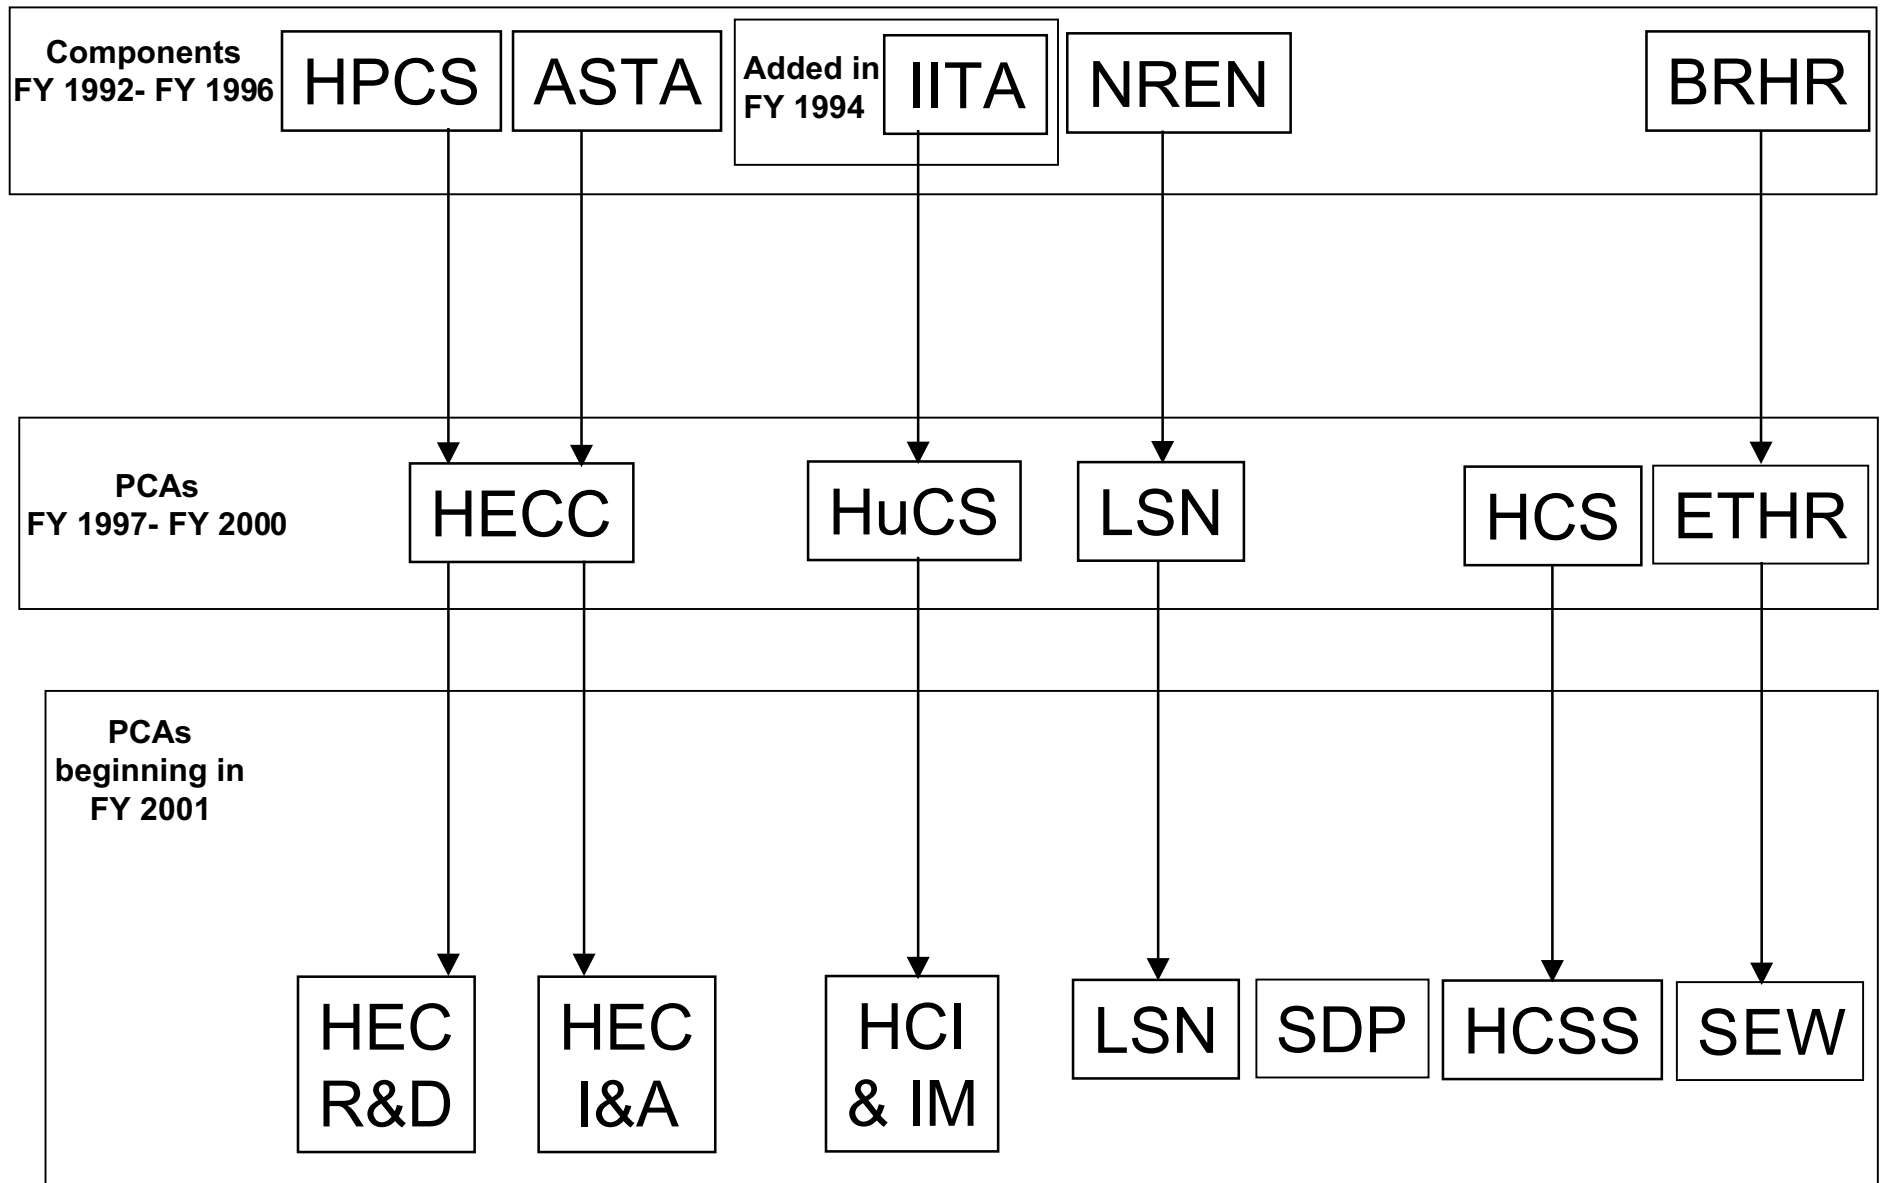 Components
FY 1992- FY 1996
HPCS
ASTA
Added in
FY 1994
IITA
NREN
BRHR
PCAs
FY 1997- FY 2000
HECC
HuCS
LSN
HCS
ETHR
PCAs
beginning in
FY 2001
HEC
R&D
HEC
I&A
HCI
& IM
LSN
SDP
HCSS
SEW